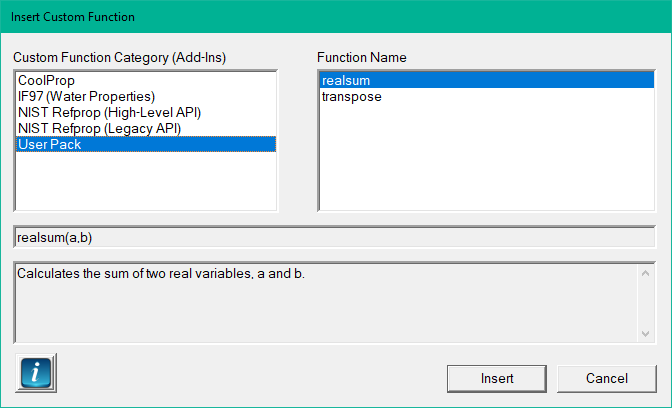 Insert Custom Function
Custom Function Category (Add-Ins)
Function Name
CoolProp
IF97 (Water Properties)
NIST Refprop (High-Level API)
NIST Refprop (Legacy API)
User Pack
realsum
transpose
realsum(a,b)
Calculates the sum of two real variables, a and b.
i
Insert
Cancel